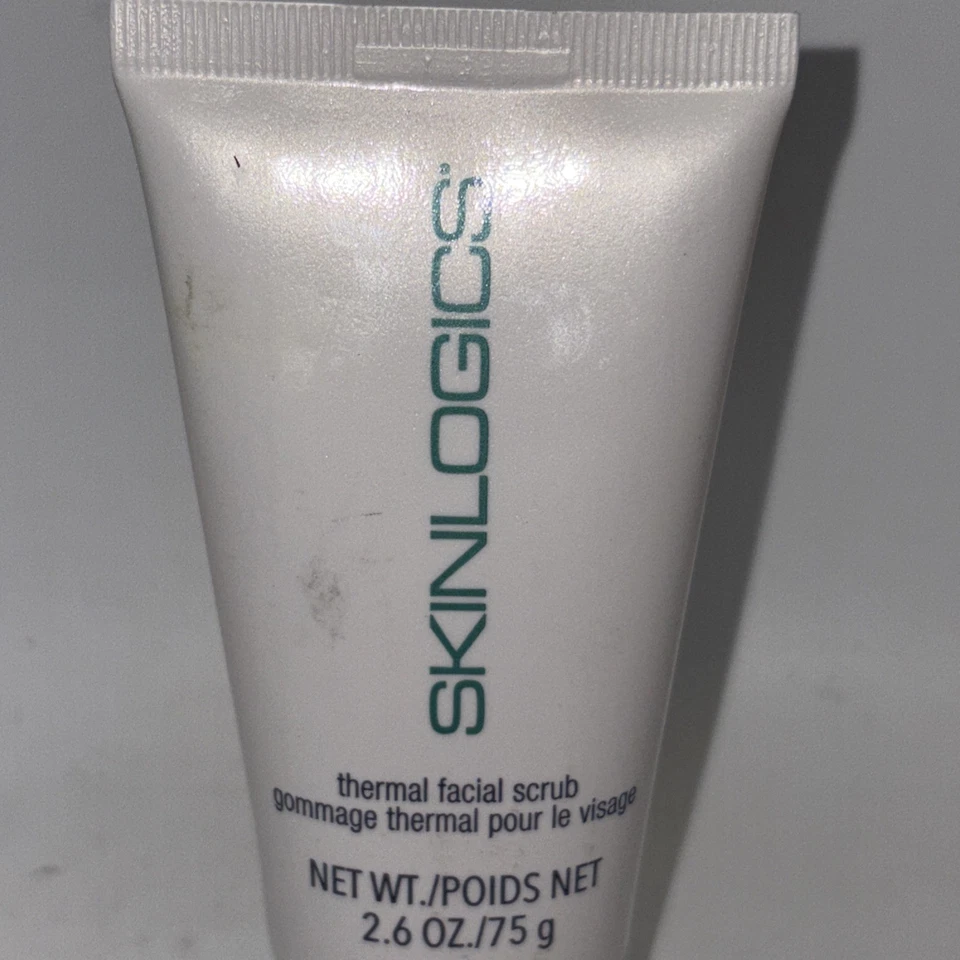 SKINLOGICS
thermal facial scrub
gommage thermal pour le visage
NET WT./POIDS NET
2.6 OZ./75 g